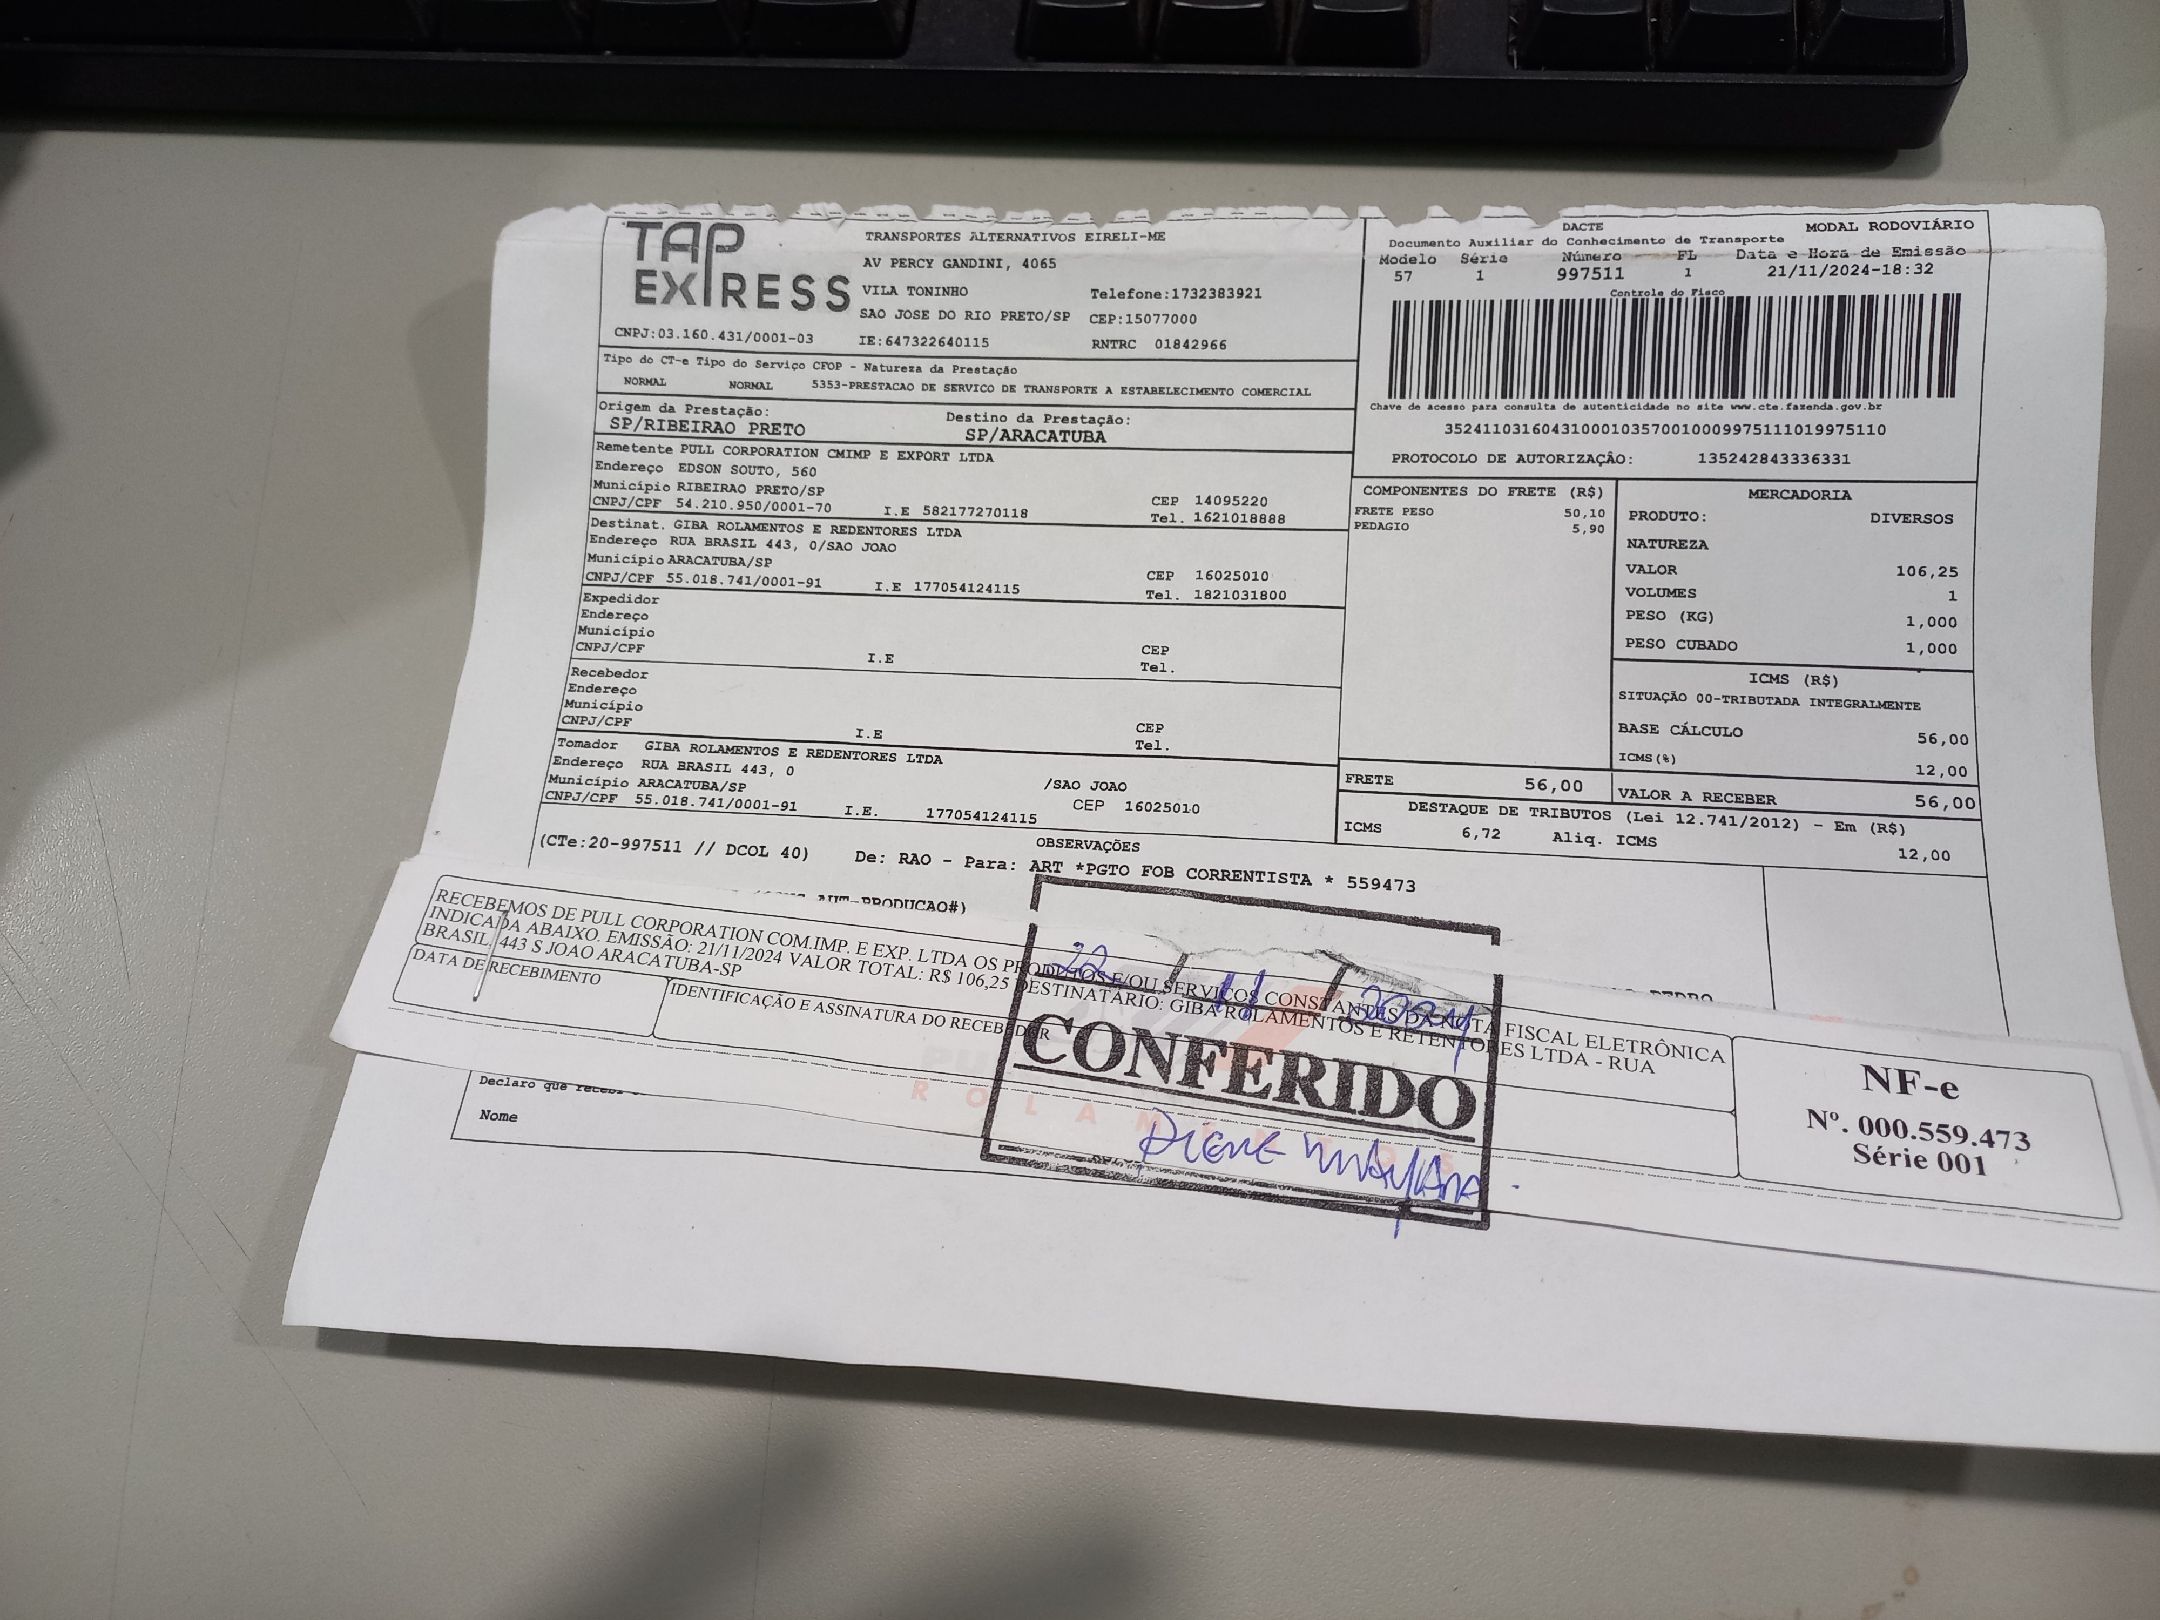 TAP EXPRESS
TRANSPORTES ALTERNATIVOS EIRELI-ME
AV PERCY GANDINI, 4065
VILA TONINHO Telefone:1732383921
SAO JOSE DO RIO PRETO/SP CEP:15077000
CNPJ:03.160.431/0001-03 IE:647322640115 RNTRC 01842966
DACTE MODAL RODOVIÁRIO
Documento Auxiliar do Conhecimento de Transporte
Modelo Série Número FL Data e Hora de Emissão
57 1 997511 1 21/11/2024-18:32
Controle do Fisco
Chave de acesso para consulta de autenticidade no site www.cte.fazenda.gov.br
35241103160431000103570010009975111019975110
PROTOCOLO DE AUTORIZAÇÃO: 135242843336331
Tipo do CT-e Tipo do Serviço CFOP - Natureza da Prestação
NORMAL NORMAL 5353-PRESTACAO DE SERVICO DE TRANSPORTE A ESTABELECIMENTO COMERCIAL
Origem da Prestação: Destino da Prestação:
SP/RIBEIRAO PRETO SP/ARACATUBA
Remetente PULL CORPORATION CMIMP E EXPORT LTDA
Endereço EDSON SOUTO, 560
Município RIBEIRAO PRETO/SP CEP 14095220
CNPJ/CPF 54.210.950/0001-70 I.E 582177270118 Tel. 1621018888
Destinat. GIBA ROLAMENTOS E REDENTORES LTDA
Endereço RUA BRASIL 443, 0/SAO JOAO
Município ARACATUBA/SP CEP 16025010
CNPJ/CPF 55.018.741/0001-91 I.E 177054124115 Tel. 1821031800
Expedidor
Endereço
Município CEP
CNPJ/CPF I.E Tel.
Recebedor
Endereço
Município CEP
CNPJ/CPF I.E Tel.
Tomador GIBA ROLAMENTOS E REDENTORES LTDA
Endereço RUA BRASIL 443, 0 /SAO JOAO
Município ARACATUBA/SP CEP 16025010
CNPJ/CPF 55.018.741/0001-91 I.E. 177054124115
COMPONENTES DO FRETE (R$)
FRETE PESO 50,10
PEDAGIO 5,90
MERCADORIA
PRODUTO: DIVERSOS
NATUREZA
VALOR 106,25
VOLUMES 1
PESO (KG) 1,000
PESO CUBADO 1,000
ICMS (R$)
SITUAÇÃO 00-TRIBUTADA INTEGRALMENTE
BASE CÁLCULO 56,00
ICMS(%) 12,00
FRETE 56,00 VALOR A RECEBER 56,00
DESTAQUE DE TRIBUTOS (Lei 12.741/2012) - Em (R$)
ICMS 6,72 Aliq. ICMS 12,00
OBSERVAÇÕES
(CTe:20-997511 // DCOL 40) De: RAO - Para: ART *PGTO FOB CORRENTISTA * 559473
AUT-PRODUCAO#)
RECEBEMOS DE PULL CORPORATION COM.IMP. E EXP. LTDA OS PRODUTOS E/OU SERVIÇOS CONSTANTES DA NOTA FISCAL ELETRÔNICA
INDICADA ABAIXO. EMISSÃO: 21/11/2024 VALOR TOTAL: R$ 106,25 DESTINATÁRIO: GIBA ROLAMENTOS E RETENTORES LTDA - RUA
BRASIL, 443 S JOAO ARACATUBA-SP
DATA DE RECEBIMENTO IDENTIFICAÇÃO E ASSINATURA DO RECEBEDOR
NF-e
Nº. 000.559.473
Série 001
22 / 11 / 2024
CONFERIDO
ROLAMENTOS
Declaro que recebi
Nome